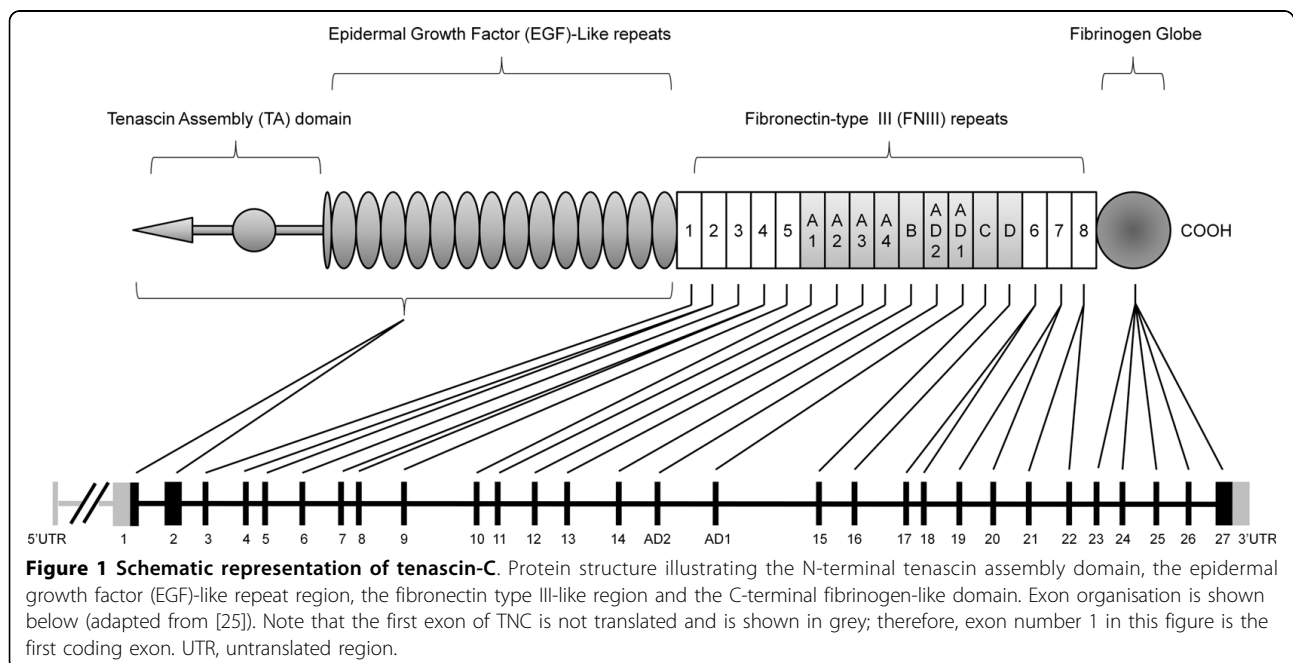 Epidermal Growth Factor (EGF)-Like repeats
Fibrinogen Globe
Tenascin Assembly (TA) domain
Fibronectin-type III (FNIII) repeats
1 2 3 4 5 A1 A2 A3 A4 B AD2 AD1 C D 6 7 8
COOH
5'UTR 1 2 3 4 5 6 7 8 9 10 11 12 13 14 AD2 AD1 15 16 17 18 19 20 21 22 23 24 25 26 27 3'UTR
Figure 1 Schematic representation of tenascin-C. Protein structure illustrating the N-terminal tenascin assembly domain, the epidermal
growth factor (EGF)-like repeat region, the fibronectin type III-like region and the C-terminal fibrinogen-like domain. Exon organisation is shown
below (adapted from [25]). Note that the first exon of TNC is not translated and is shown in grey; therefore, exon number 1 in this figure is the
first coding exon. UTR, untranslated region.